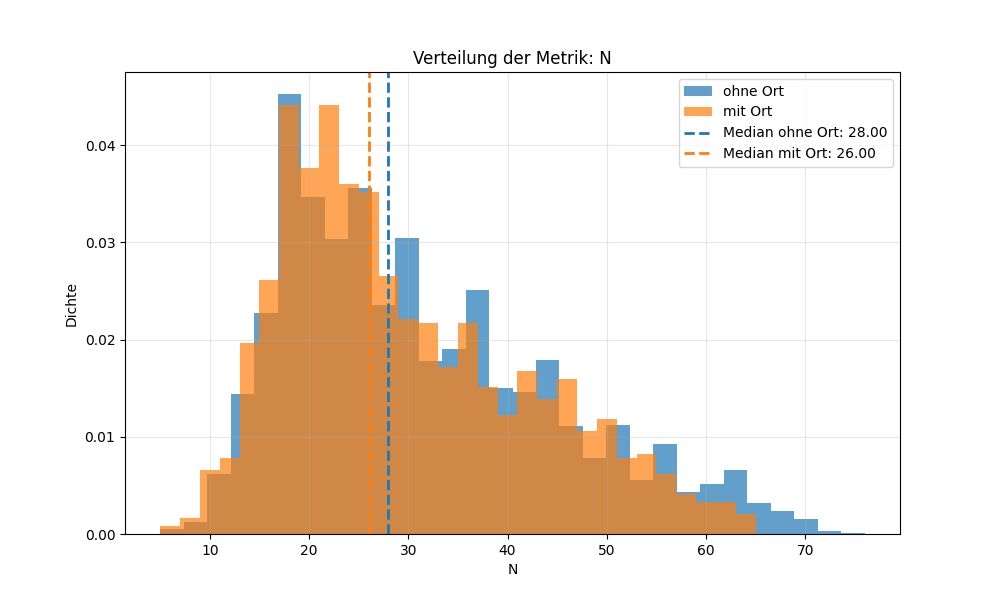 Verteilung der Metrik: N
ohne Ort
mit Ort
Median ohne Ort: 28.00
Median mit Ort: 26.00
Dichte
0.04
0.03
0.02
0.01
0.00
10 20 30 40 50 60 70
N